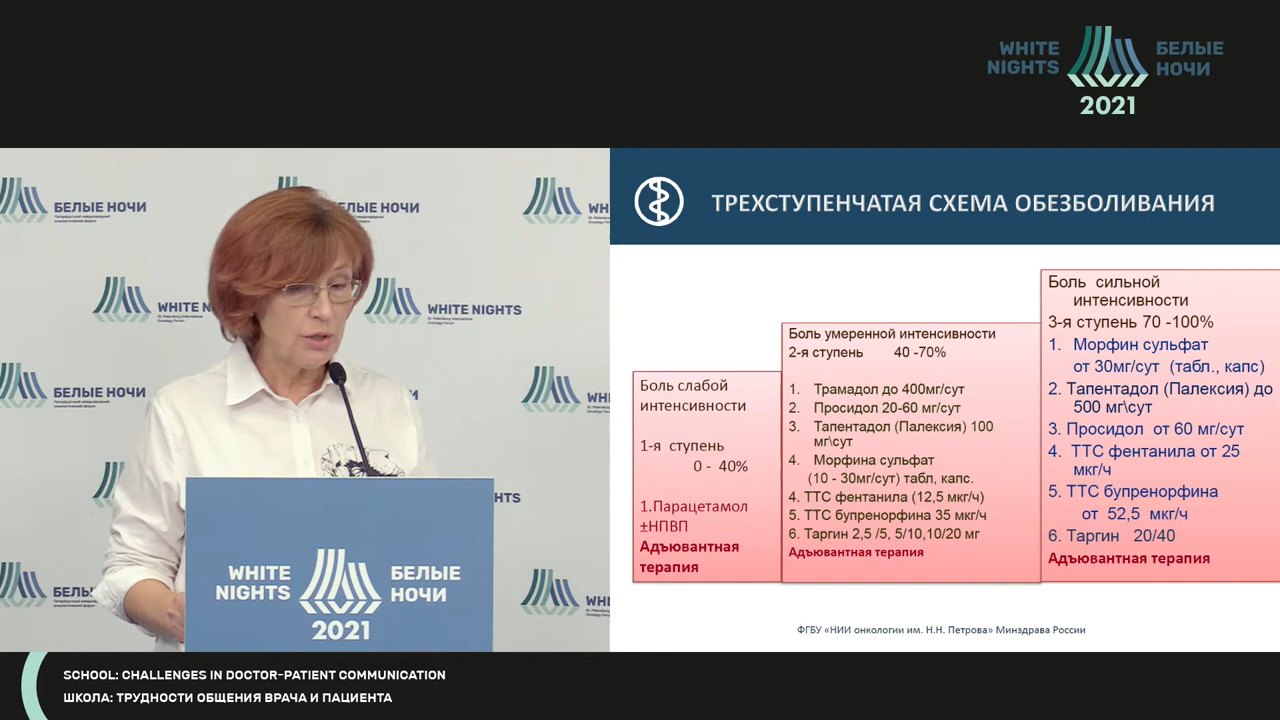 WHITE
NIGHTS
БЕЛЫЕ
НОЧИ
2021
БЕЛЫЕ НОЧИ
WHITE NIGHTS
БЕЛЫЕ НОЧИ
WHITE NIGHTS
WHITE
NIGHTS
БЕЛЫЕ
НОЧИ
2021
ТРЕХСТУПЕНЧАТАЯ СХЕМА ОБЕЗБОЛИВАНИЯ
Боль слабой
интенсивности
1-я ступень
0 - 40%
1.Парацетамол
±НПВП
Адъювантная
терапия
Боль умеренной интенсивности
2-я ступень 40 -70%
1. Трамадол до 400мг/сут
2. Просидол 20-60 мг/сут
3. Тапентадол (Палексия) 100
мг\сут
4. Морфина сульфат
(10 - 30мг/сут) табл, капс.
4. ТТС фентанила (12,5 мкг/ч)
5. ТТС бупренорфина 35 мкг/ч
6. Таргин 2,5 /5, 5/10,10/20 мг
Адъювантная терапия
Боль сильной
интенсивности
3-я ступень 70 -100%
1. Морфин сульфат
от 30мг/сут (табл., капс)
2. Тапентадол (Палексия) до
500 мг\сут
3. Просидол от 60 мг/сут
4. ТТС фентанила от 25
мкг/ч
5. ТТС бупренорфина
от 52,5 мкг/ч
6. Таргин 20/40
Адъювантная терапия
ФГБУ «НИИ онкологии им. Н.Н. Петрова» Минздрава России
SCHOOL: CHALLENGES IN DOCTOR-PATIENT COMMUNICATION
ШКОЛА: ТРУДНОСТИ ОБЩЕНИЯ ВРАЧА И ПАЦИЕНТА